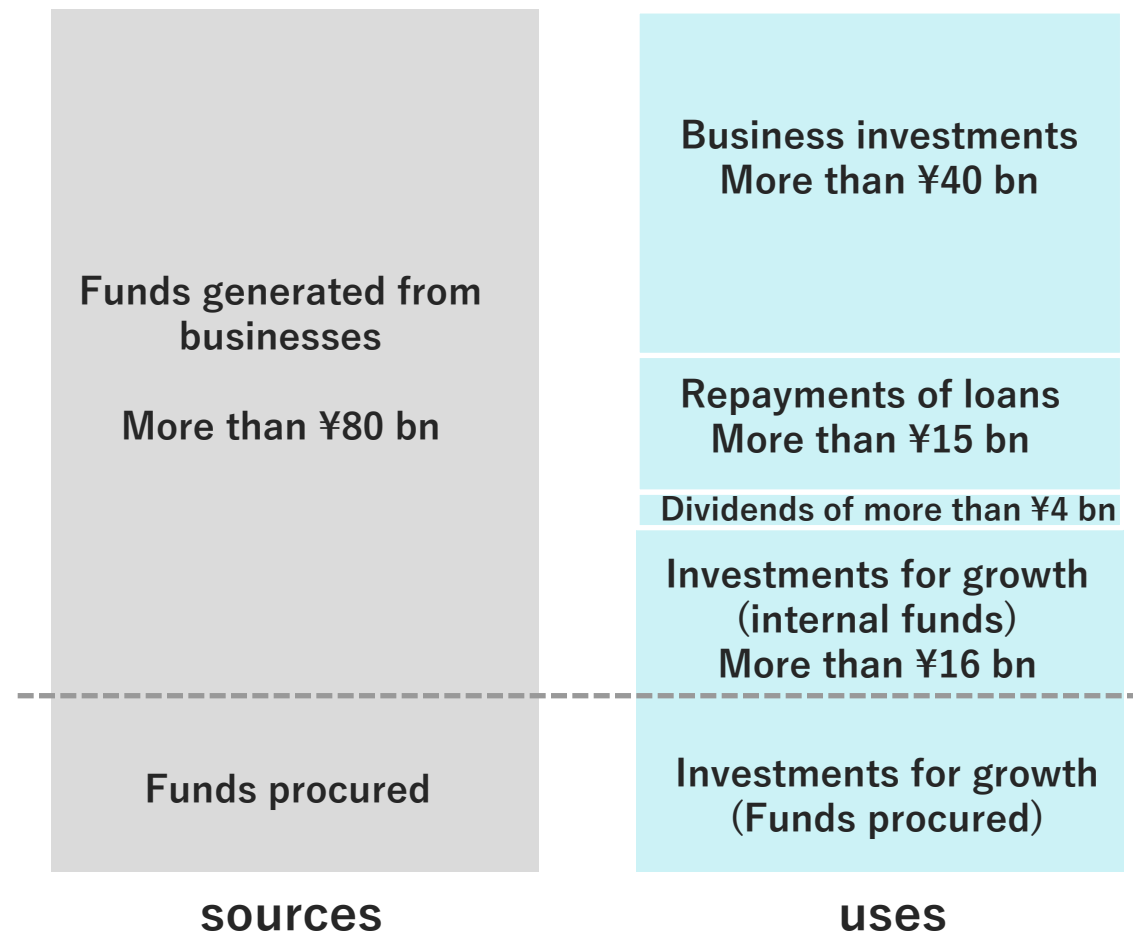 Funds generated from
businesses
More than ¥80 bn
Funds procured
sources
Business investments
More than ¥40 bn
Repayments of loans
More than ¥15 bn
Dividends of more than ¥4 bn
Investments for growth
(internal funds)
More than ¥16 bn
Investments for growth
(Funds procured)
uses